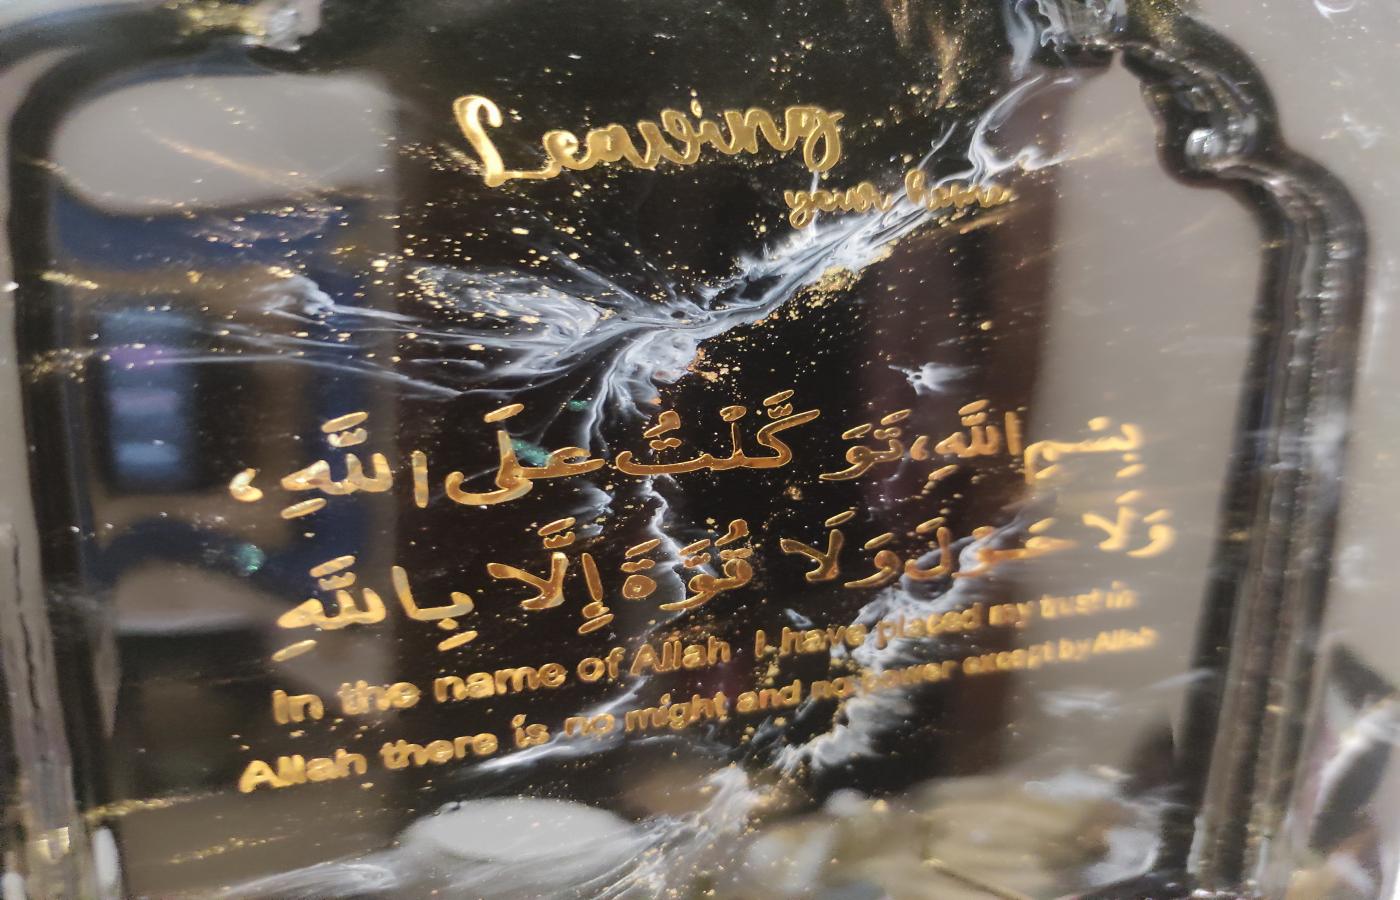 Leaving
your home
بِسْمِ اللَّهِ، تَوَ كَّلْتُ عَلَى اللَّهِ،
وَلَا حَوْلَ وَلَا قُوَّةَ إِلَّا بِاللَّهِ
In the name of Allah I have placed my trust in
Allah there is no might and no power except by Allah